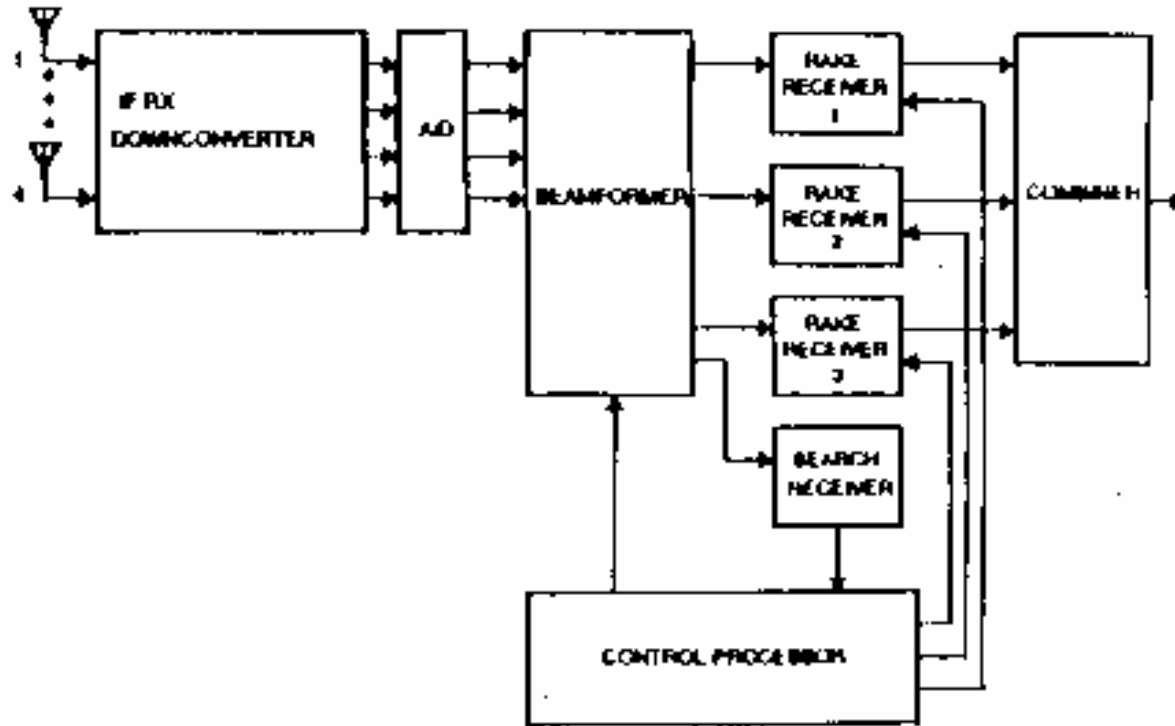 1
4
IF RX
DOWNCONVERTER
A/D
BEAMFORMER
RAKE
RECEIVER
1
RAKE
RECEIVER
2
RAKE
RECEIVER
3
SEARCH
RECEIVER
COMBINER
CONTROL PROCESSOR